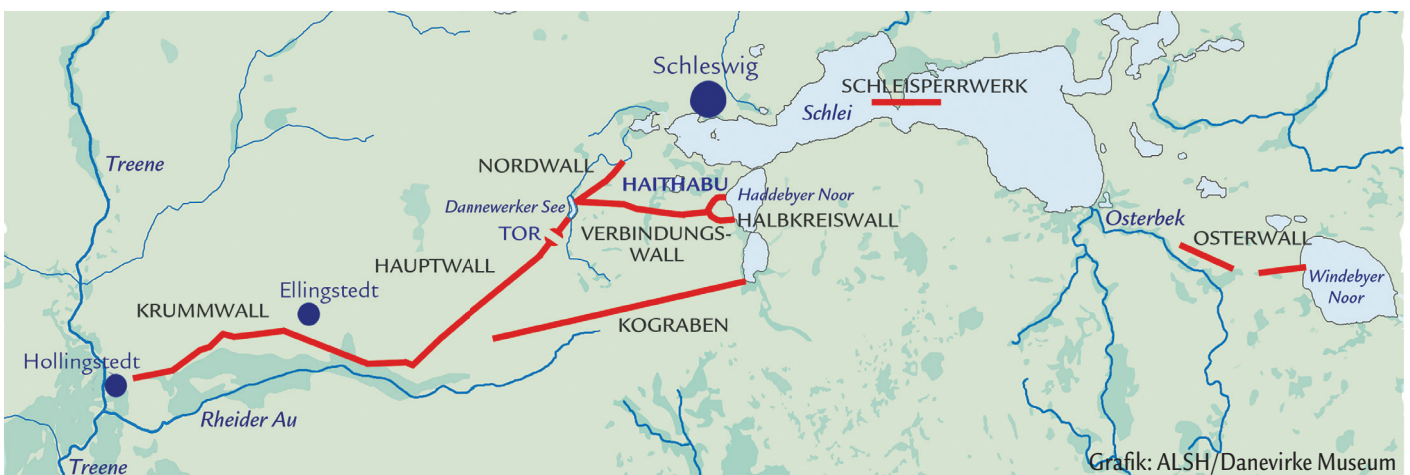 Schleswig
SCHLEISPERRWERK
Schlei
Treene
NORDWALL
HAITHABU
Haddebyer Noor
Dannewerker See
HALBKREISWALL
Osterbek
TOR
VERBINDUNGS-
WALL
OSTERWALL
HAUPTWALL
Windebyer
Noor
Ellingstedt
KRUMMWALL
KOGRABEN
Hollingstedt
Rheider Au
Treene
Grafik: ALSH/Danevirke Museum